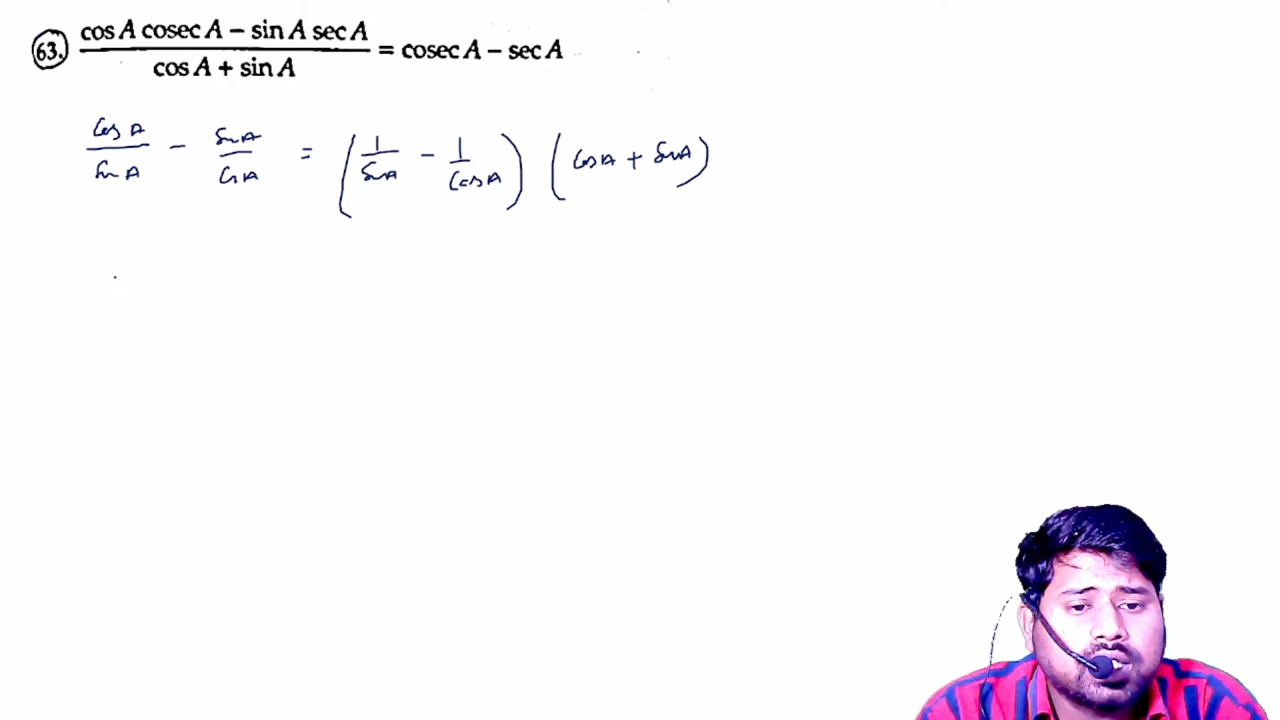 63. cos A cosec A − sin A sec A / cos A + sin A = cosec A − sec A
cos A / sin A − sin A / cos A = ( 1 / sin A − 1 / cos A ) ( cos A + sin A )